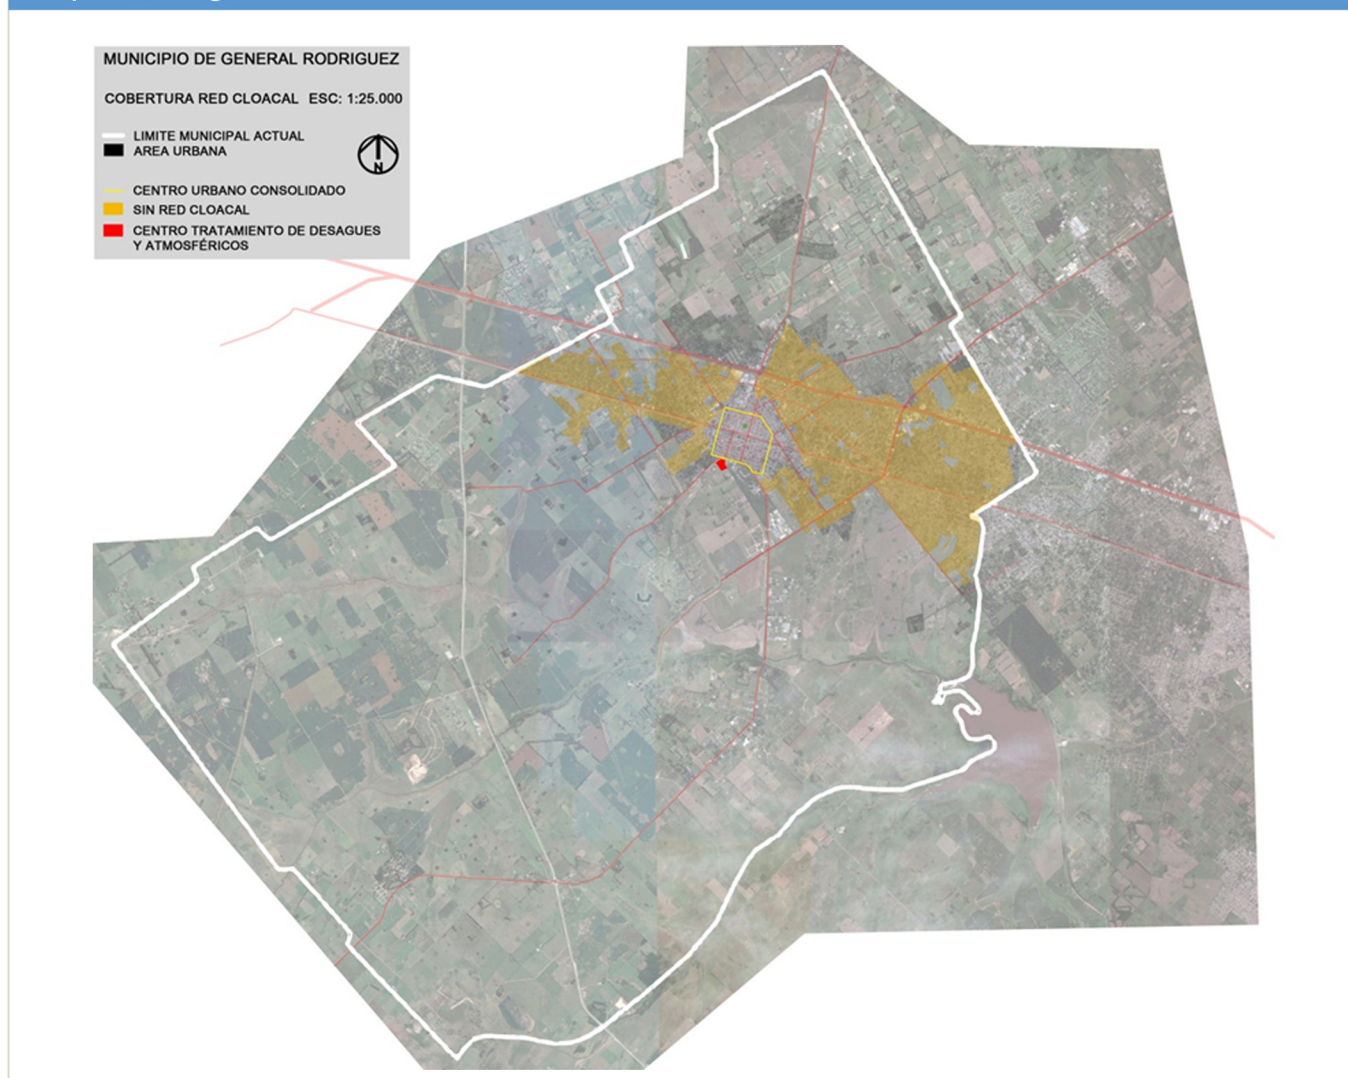 MUNICIPIO DE GENERAL RODRIGUEZ
COBERTURA RED CLOACAL ESC: 1:25.000
LIMITE MUNICIPAL ACTUAL
AREA URBANA
N
CENTRO URBANO CONSOLIDADO
SIN RED CLOACAL
CENTRO TRATAMIENTO DE DESAGUES
Y ATMOSFÉRICOS